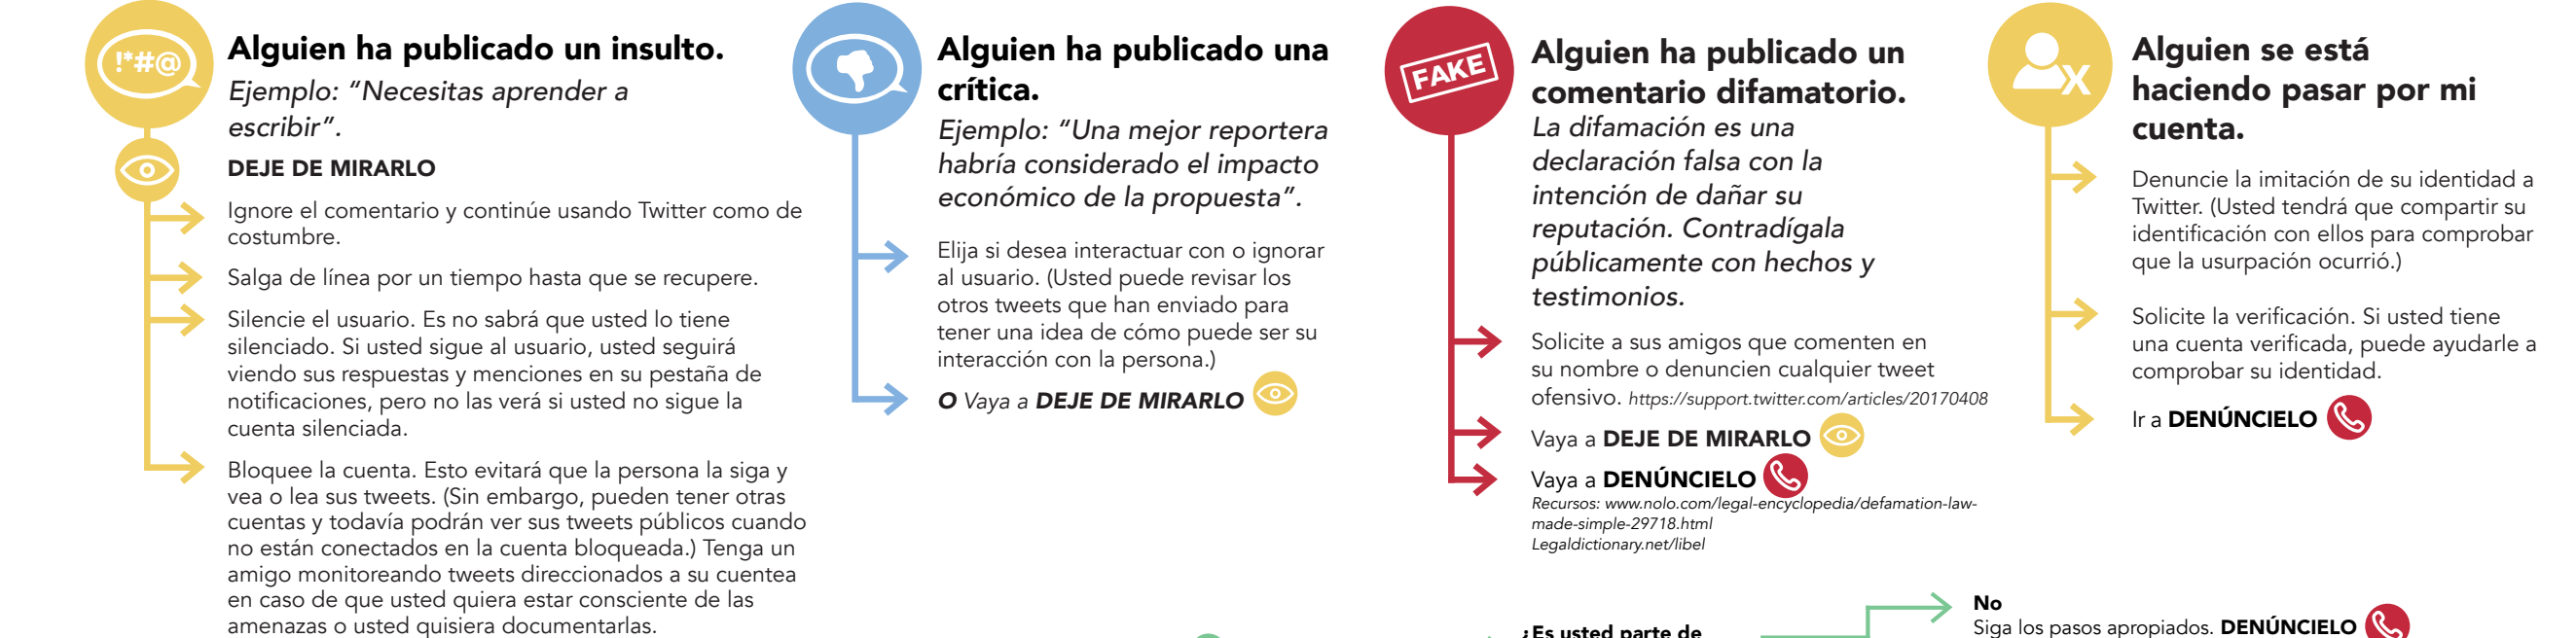 !*#@
Alguien ha publicado un insulto.
Ejemplo: “Necesitas aprender a
escribir”.
DEJE DE MIRARLO
Ignore el comentario y continúe usando Twitter como de
costumbre.
Salga de línea por un tiempo hasta que se recupere.
Silencie el usuario. Es no sabrá que usted lo tiene
silenciado. Si usted sigue al usuario, usted seguirá
viendo sus respuestas y menciones en su pestaña de
notificaciones, pero no las verá si usted no sigue la
cuenta silenciada.
Bloquee la cuenta. Esto evitará que la persona la siga y
vea o lea sus tweets. (Sin embargo, pueden tener otras
cuentas y todavía podrán ver sus tweets públicos cuando
no están conectados en la cuenta bloqueada.) Tenga un
amigo monitoreando tweets direccionados a su cuentea
en caso de que usted quiera estar consciente de las
amenazas o usted quisiera documentarlas.
Alguien ha publicado una
crítica.
Ejemplo: “Una mejor reportera
habría considerado el impacto
económico de la propuesta”.
Elija si desea interactuar con o ignorar
al usuario. (Usted puede revisar los
otros tweets que han enviado para
tener una idea de cómo puede ser su
interacción con la persona.)
O Vaya a DEJE DE MIRARLO
FAKE
Alguien ha publicado un
comentario difamatorio.
La difamación es una
declaración falsa con la
intención de dañar su
reputación. Contradígala
públicamente con hechos y
testimonios.
Solicite a sus amigos que comenten en
su nombre o denuncien cualquier tweet
ofensivo. https://support.twitter.com/articles/20170408
Vaya a DEJE DE MIRARLO
Vaya a DENÚNCIELO
Recursos: www.nolo.com/legal-encyclopedia/defamation-law-
made-simple-29718.html
Legaldictionary.net/libel
X
Alguien se está
haciendo pasar por mi
cuenta.
Denuncie la imitación de su identidad a
Twitter. (Usted tendrá que compartir su
identificación con ellos para comprobar
que la usurpación ocurrió.)
Solicite la verificación. Si usted tiene
una cuenta verificada, puede ayudarle a
comprobar su identidad.
Ir a DENÚNCIELO
¿Es usted parte de
No
Siga los pasos apropiados. DENÚNCIELO